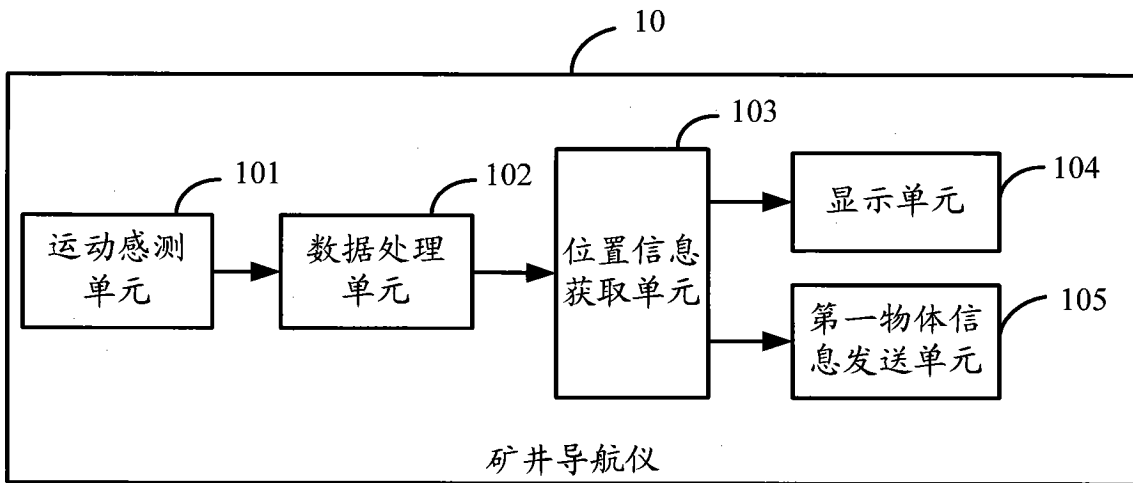 10
101
运动感测
单元
102
数据处理
单元
103
位置信息
获取单元
104
显示单元
105
第一物体信
息发送单元
矿井导航仪